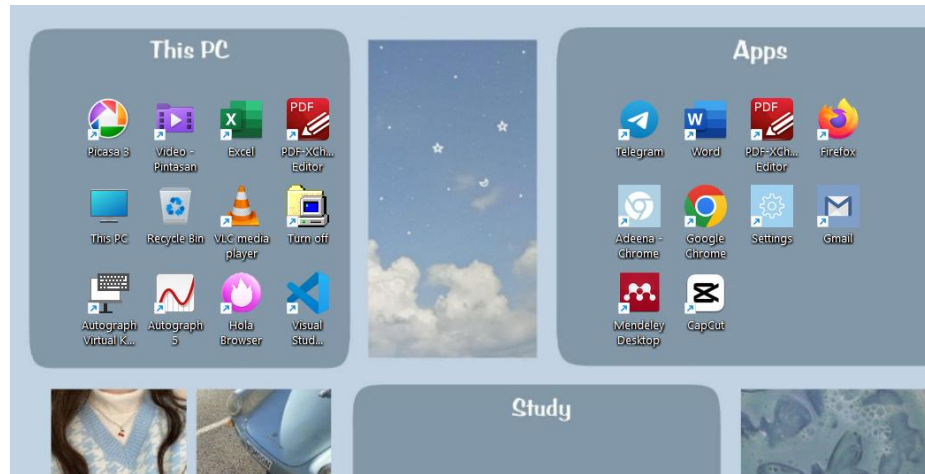 This PC
Picasa 3
Video -
Pintasan
Excel
PDF
PDF-XCh...
Editor
This PC
Recycle Bin
VLC media
player
Turn off
Autograph
Virtual K...
Autograph
5
Hola
Browser
Visual
Stud...
Apps
Telegram
Word
PDF
PDF-XCh...
Editor
Firefox
Adeena -
Chrome
Google
Chrome
Settings
Gmail
Mendeley
Desktop
CapCut
Study